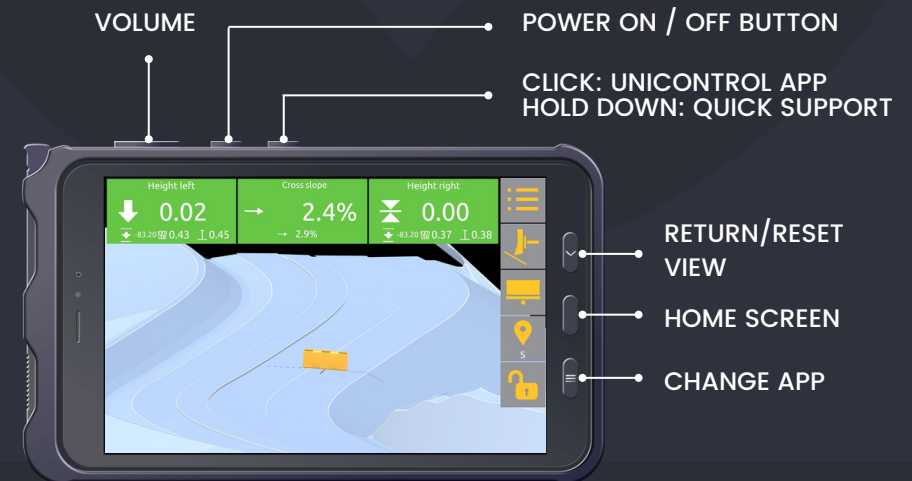 VOLUME
POWER ON / OFF BUTTON
CLICK: UNICONTROL APP
HOLD DOWN: QUICK SUPPORT
Height left
Cross slope
Height right
0.02
2.4%
0.00
-83.20 0.43 0.45
2.9%
-83.20 0.37 0.38
S
RETURN/RESET
VIEW
HOME SCREEN
CHANGE APP